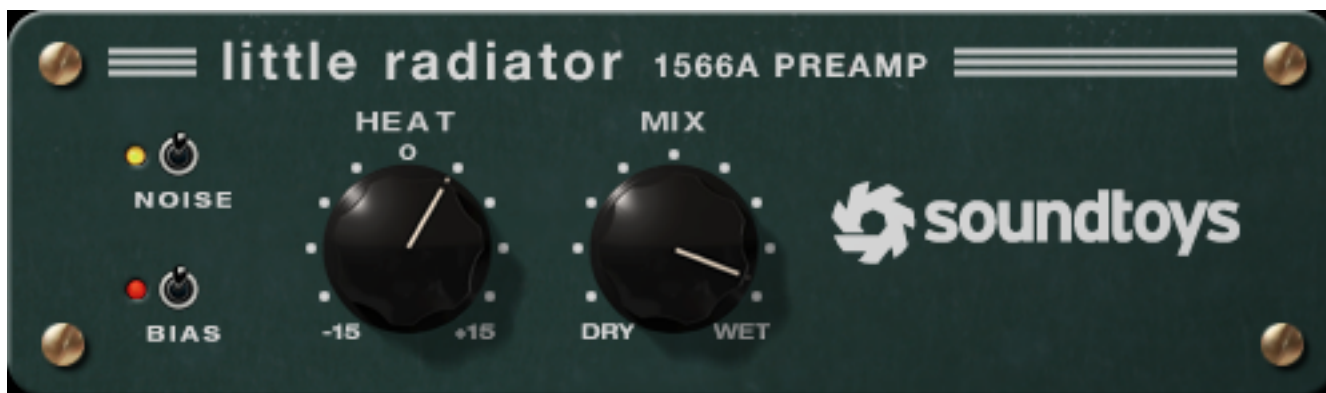 little radiator 1566A PREAMP
HEAT MIX
0
NOISE
soundtoys
BIAS
-15 +15 DRY WET